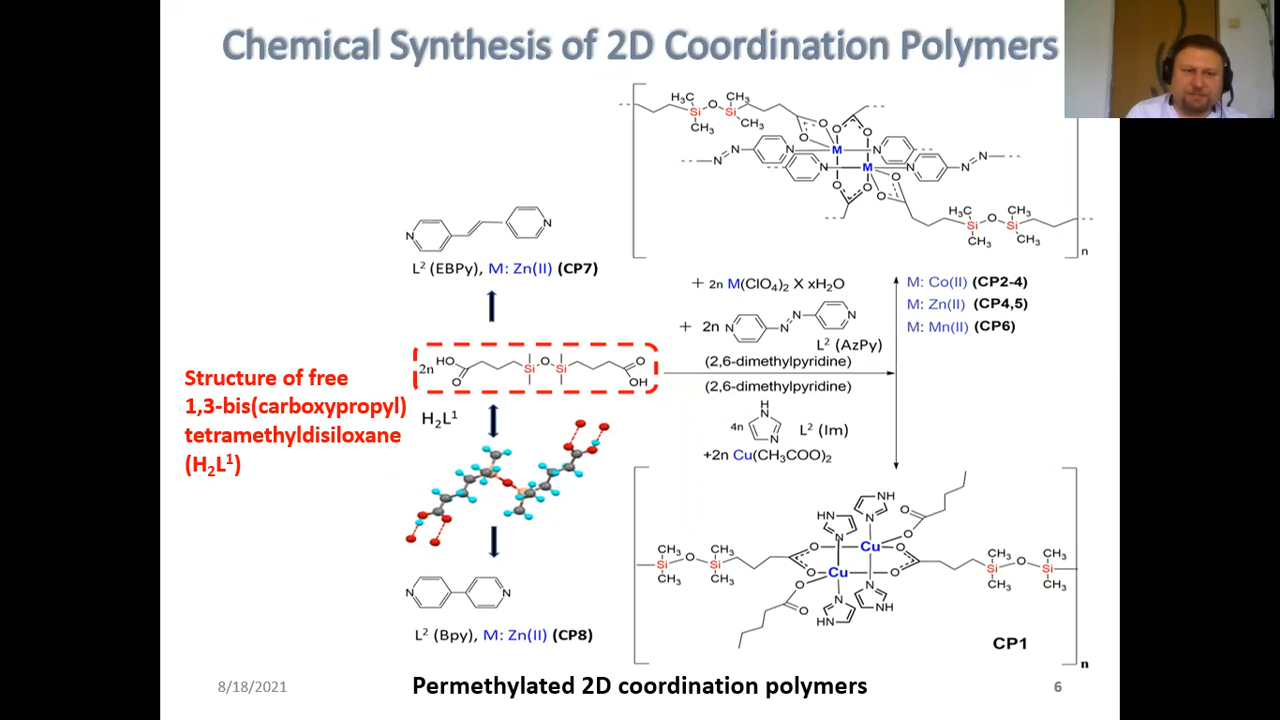 Chemical Synthesis of 2D Coordination Polymers
H₃C CH₃
Si O Si
CH₃ CH₃
O O
O O
N N N M N
N M N N N
O O O
O
H₃C CH₃
Si O Si
CH₃ CH₃
n
N N
L² (EBPy), M: Zn(II) (CP7)
+ 2n M(ClO₄)₂ X xH₂O
+ 2n N N N N
L² (AzPy)
(2,6-dimethylpyridine)
(2,6-dimethylpyridine)
M: Co(II) (CP2-4)
M: Zn(II) (CP4,5)
M: Mn(II) (CP6)
2n HO O Si O Si O OH
H₂L¹
Structure of free
1,3-bis(carboxypropyl)
tetramethyldisiloxane
(H₂L¹)
H
N
4n N L² (Im)
+2n Cu(CH₃COO)₂
N N
L² (Bpy), M: Zn(II) (CP8)
HN NH
N N O O
CH₃ CH₃ O Cu O CH₃ CH₃
Si O Si Si O Si
CH₃ CH₃ O Cu O CH₃ CH₃
O N N
O HN NH
CP1
n
8/18/2021
Permethylated 2D coordination polymers
6